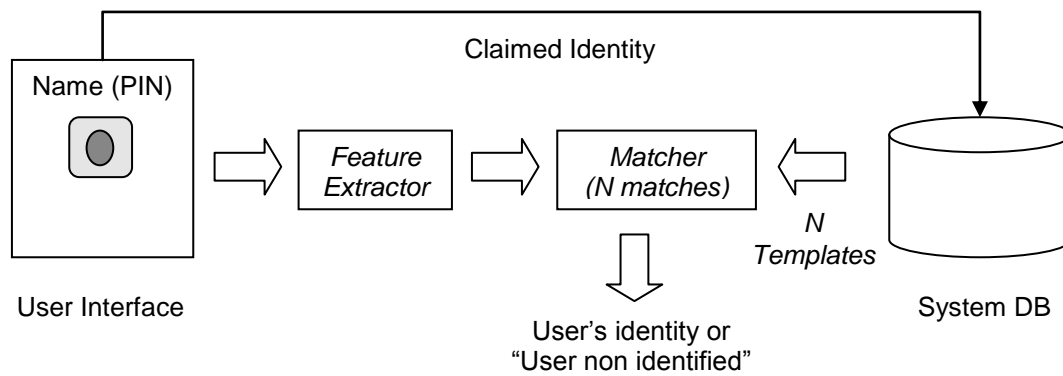 Claimed Identity
Name (PIN)
Feature
Extractor
Matcher
(N matches)
N
Templates
User Interface
System DB
User’s identity or
“User non identified”